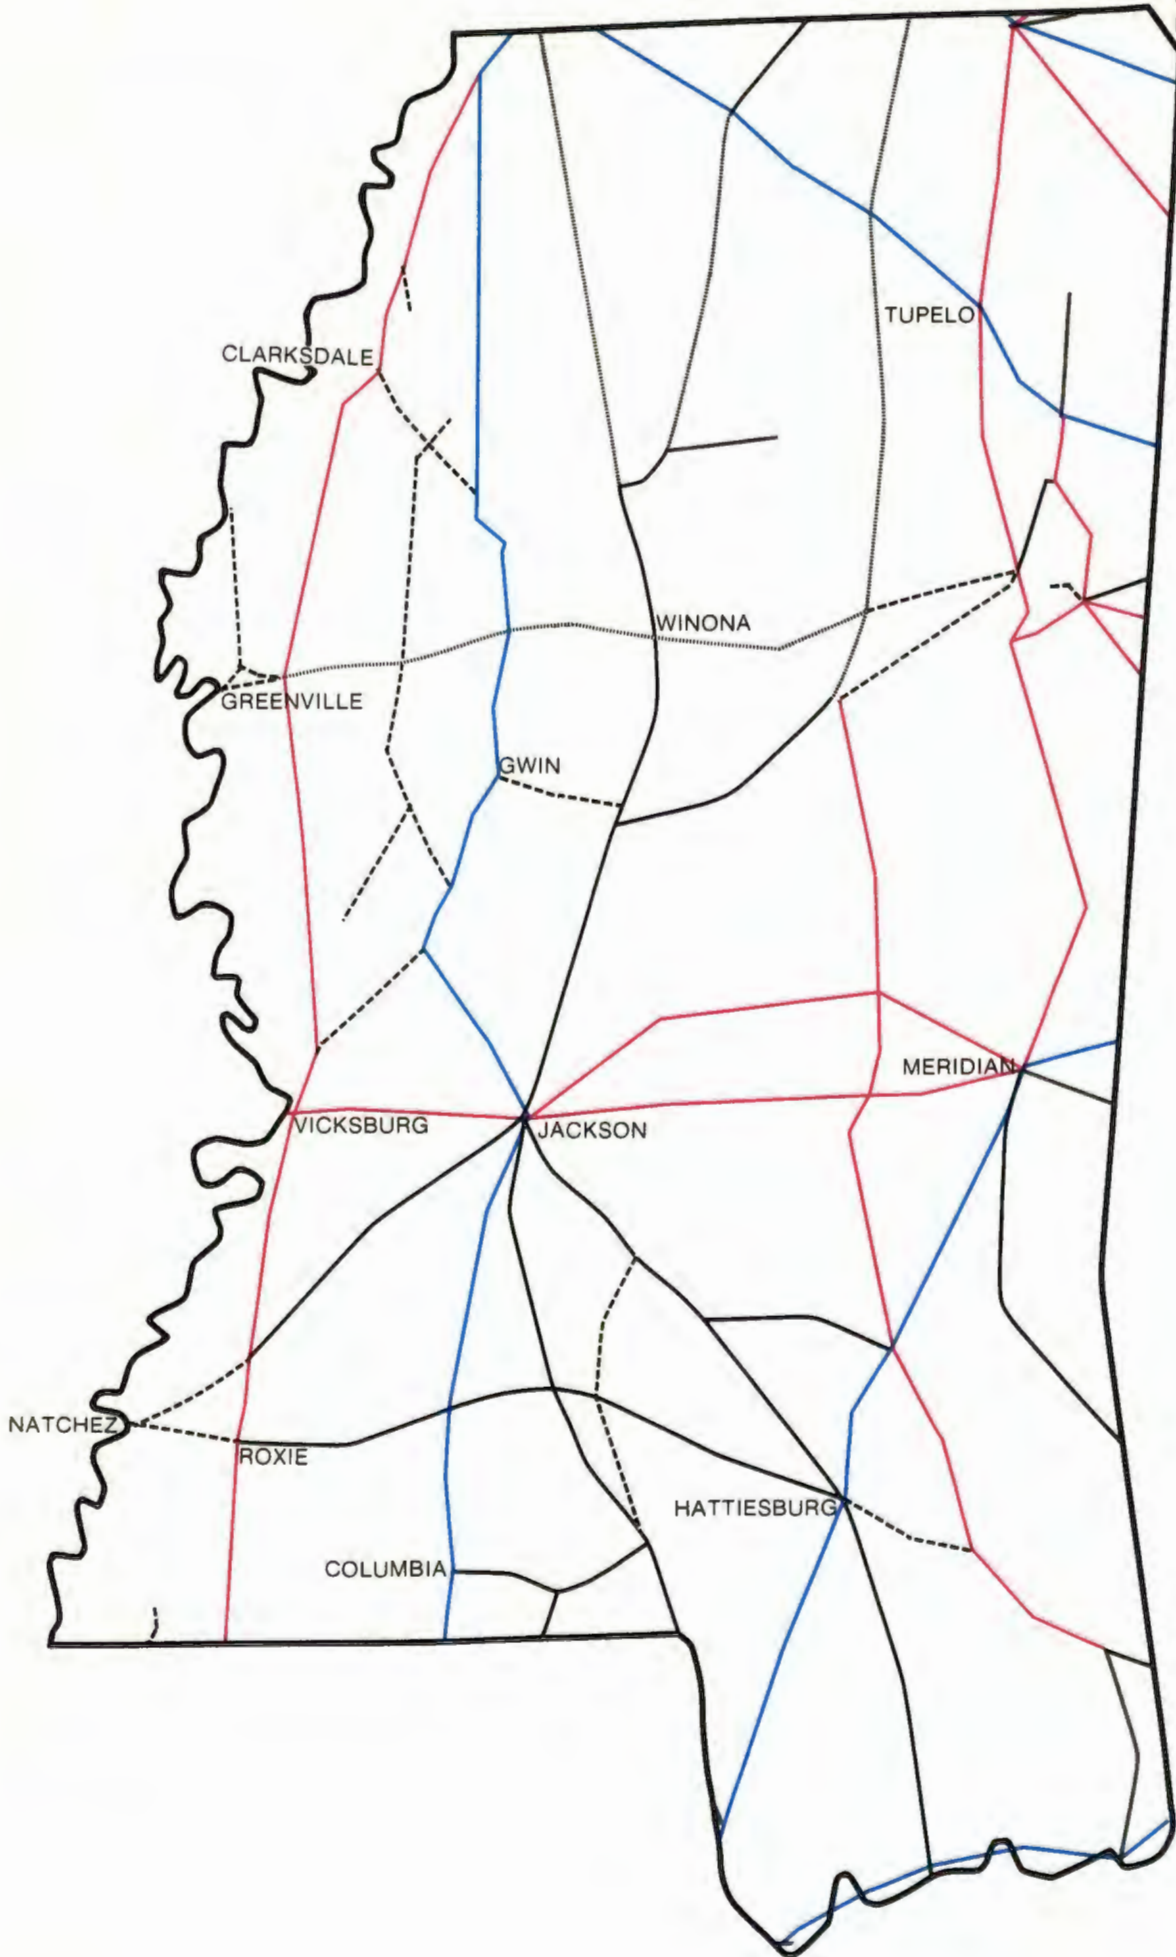 TUPELO
CLARKSDALE
WINONA
GREENVILLE
GWIN
MERIDIAN
VICKSBURG
JACKSON
NATCHEZ
ROXIE
HATTIESBURG
COLUMBIA